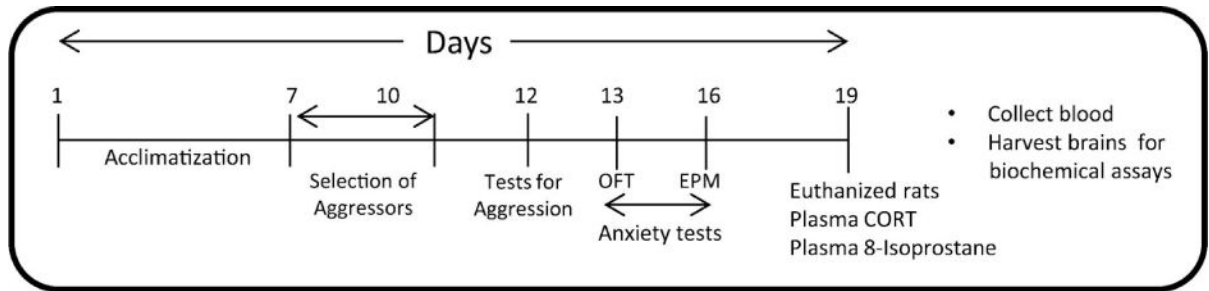 Days
1 7 10 12 13 16 19
Acclimatization
Selection of
Aggressors
Tests for
Aggression
OFT EPM
Anxiety tests
Euthanized rats
Plasma CORT
Plasma 8-Isoprostane
• Collect blood
• Harvest brains for
biochemical assays